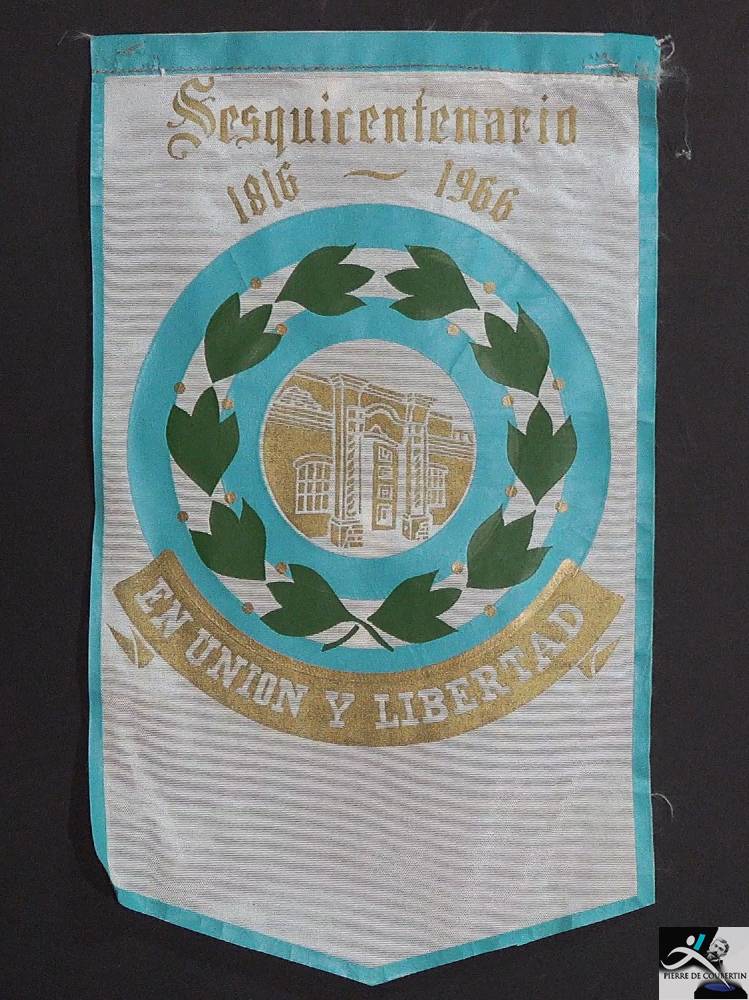 Sesquicentenario
1816 ~ 1966
EN UNION Y LIBERTAD
PIERRE DE COUBERTIN